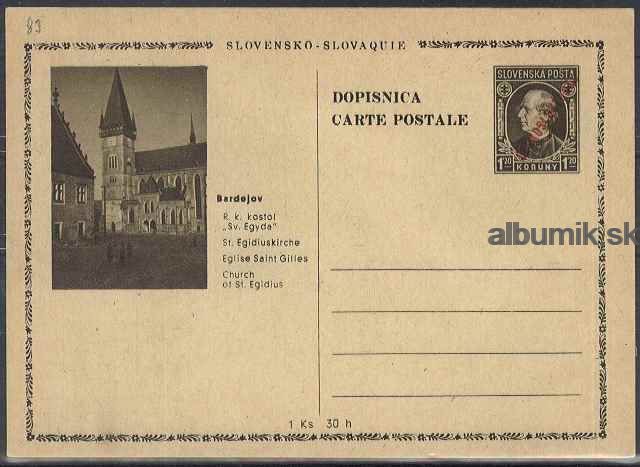 83
SLOVENSKO - SLOVAQUIE
DOPISNICA
CARTE POSTALE
SLOVENSKÁ POŠTA
1.20 KORUNY 1.20
Bardejov
R. k. kostol
„Sv. Egyda"
St. Egidiuskirche
Eglise Saint Gilles
Church
of St. Egidius
albumik.sk
1 Ks 30 h